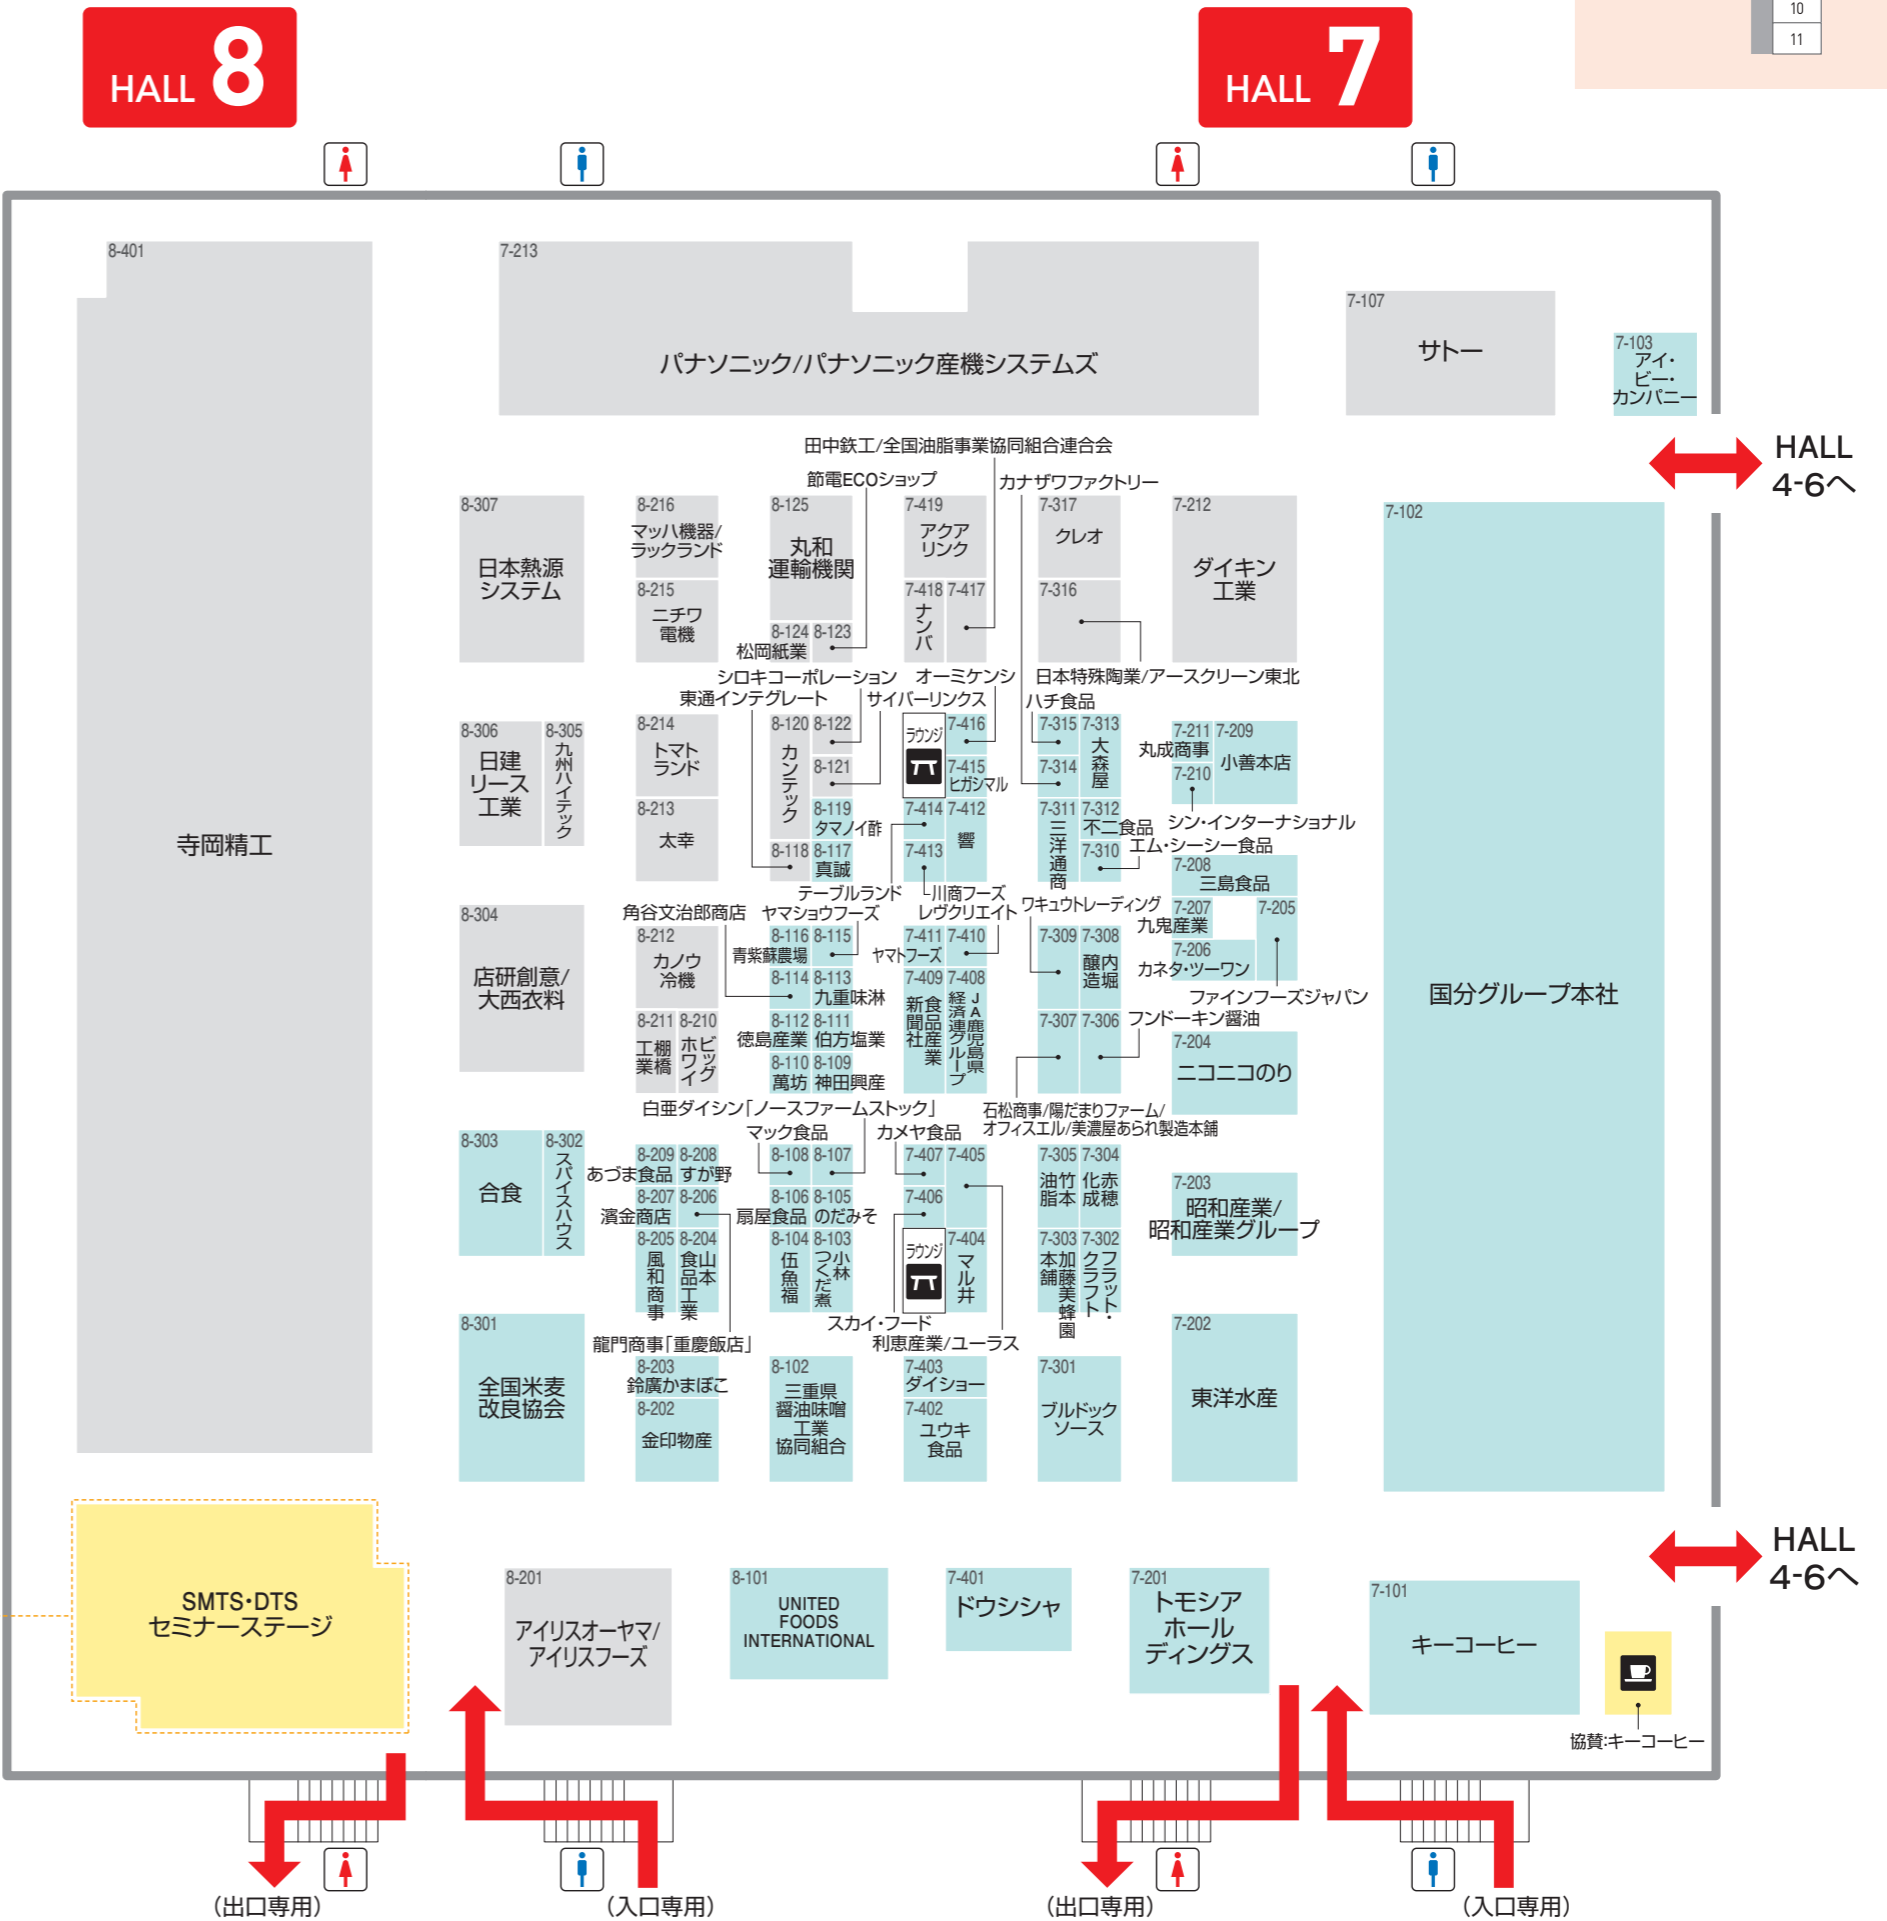 HALL 8
HALL 7
10
11
8-401
寺岡精工
7-213
パナソニック/パナソニック産機システムズ
7-107
サトー
7-103
アイ・
ビー・
カンパニー
HALL
4-6へ
田中鉄工/全国油脂事業協同組合連合会
節電ECOショップ
カナザワファクトリー
8-307
日本熱源
システム
8-216
マッハ機器/
ラックランド
8-215
ニチワ
電機
8-125
丸和
運輸機関
8-124
松岡紙業
8-123
7-419
アクア
リンク
7-418
ナンバ
7-417
7-317
クレオ
7-316
7-212
ダイキン
工業
7-102
国分グループ本社
シロキコーポレーション
オーミケンシ
日本特殊陶業/アースクリーン東北
東通インテグレート
サイバーリンクス
ハチ食品
8-306
日建
リース
工業
8-305
九州ハイテック
8-214
トマト
ランド
8-213
太幸
8-120
カンテック
8-122
8-121
8-119
タマノイ酢
8-118
8-117
真誠
ラウンジ
7-416
7-415
ヒガシマル
7-414
7-412
響
7-413
7-315
7-313
大森屋
7-314
7-311
三洋通商
7-312
不二食品
7-310
エム・シーシー食品
7-211
丸成商事
7-209
小善本店
7-210
シン・インターナショナル
7-208
三島食品
7-207
九鬼産業
7-205
7-206
カネタ・ツーワン
ファインフーズジャパン
テーブルランド
川商フーズ
角谷文治郎商店
ヤマショウフーズ
レヴクリエイト
ワキュウトレーディング
8-304
店研創意/
大西衣料
8-212
カノウ
冷機
8-211
棚橋
工業
8-210
ビッグ
ホワイ
8-116
青紫蘇農場
8-115
8-114
8-113
九重味淋
8-112
徳島産業
8-111
伯方塩業
8-110
萬坊
8-109
神田興産
7-411
ヤマトフーズ
7-410
7-409
食品産業
新聞社
7-408
JA鹿児島県
経済連グループ
7-309
7-308
内堀
醸造
7-307
7-306
フンドーキン醤油
7-204
ニコニコのり
白亜ダイシン「ノースファームストック」
石松商事/陽だまりファーム/
オフィスエル/美濃屋あられ製造本舗
マック食品
カメヤ食品
8-303
合食
8-302
スパイスハウス
8-209
あづま食品
8-208
すが野
8-207
濱金商店
8-206
8-205
風和商事
8-204
山本
食品工業
8-108
8-107
8-106
扇屋食品
8-105
のだみそ
8-104
伍魚福
8-103
小林
つくだ煮
7-407
7-405
7-406
ラウンジ
7-404
マル井
7-305
竹本
油脂
7-304
赤穂
化成
7-303
加藤美蜂園
本舗
7-302
フラット・
クラフト
7-203
昭和産業/
昭和産業グループ
スカイ・フード
龍門商事「重慶飯店」
利恵産業/ユーラス
8-301
全国米麦
改良協会
8-203
鈴廣かまぼこ
8-202
金印物産
8-102
三重県
醤油味噌
工業
協同組合
7-403
ダイショー
7-402
ユウキ
食品
7-301
ブルドック
ソース
7-202
東洋水産
HALL
4-6へ
SMTS・DTS
セミナーステージ
8-201
アイリスオーヤマ/
アイリスフーズ
8-101
UNITED
FOODS
INTERNATIONAL
7-401
ドウシシャ
7-201
トモシア
ホール
ディングス
7-101
キーコーヒー
協賛:キーコーヒー
(出口専用)
(入口専用)
(出口専用)
(入口専用)